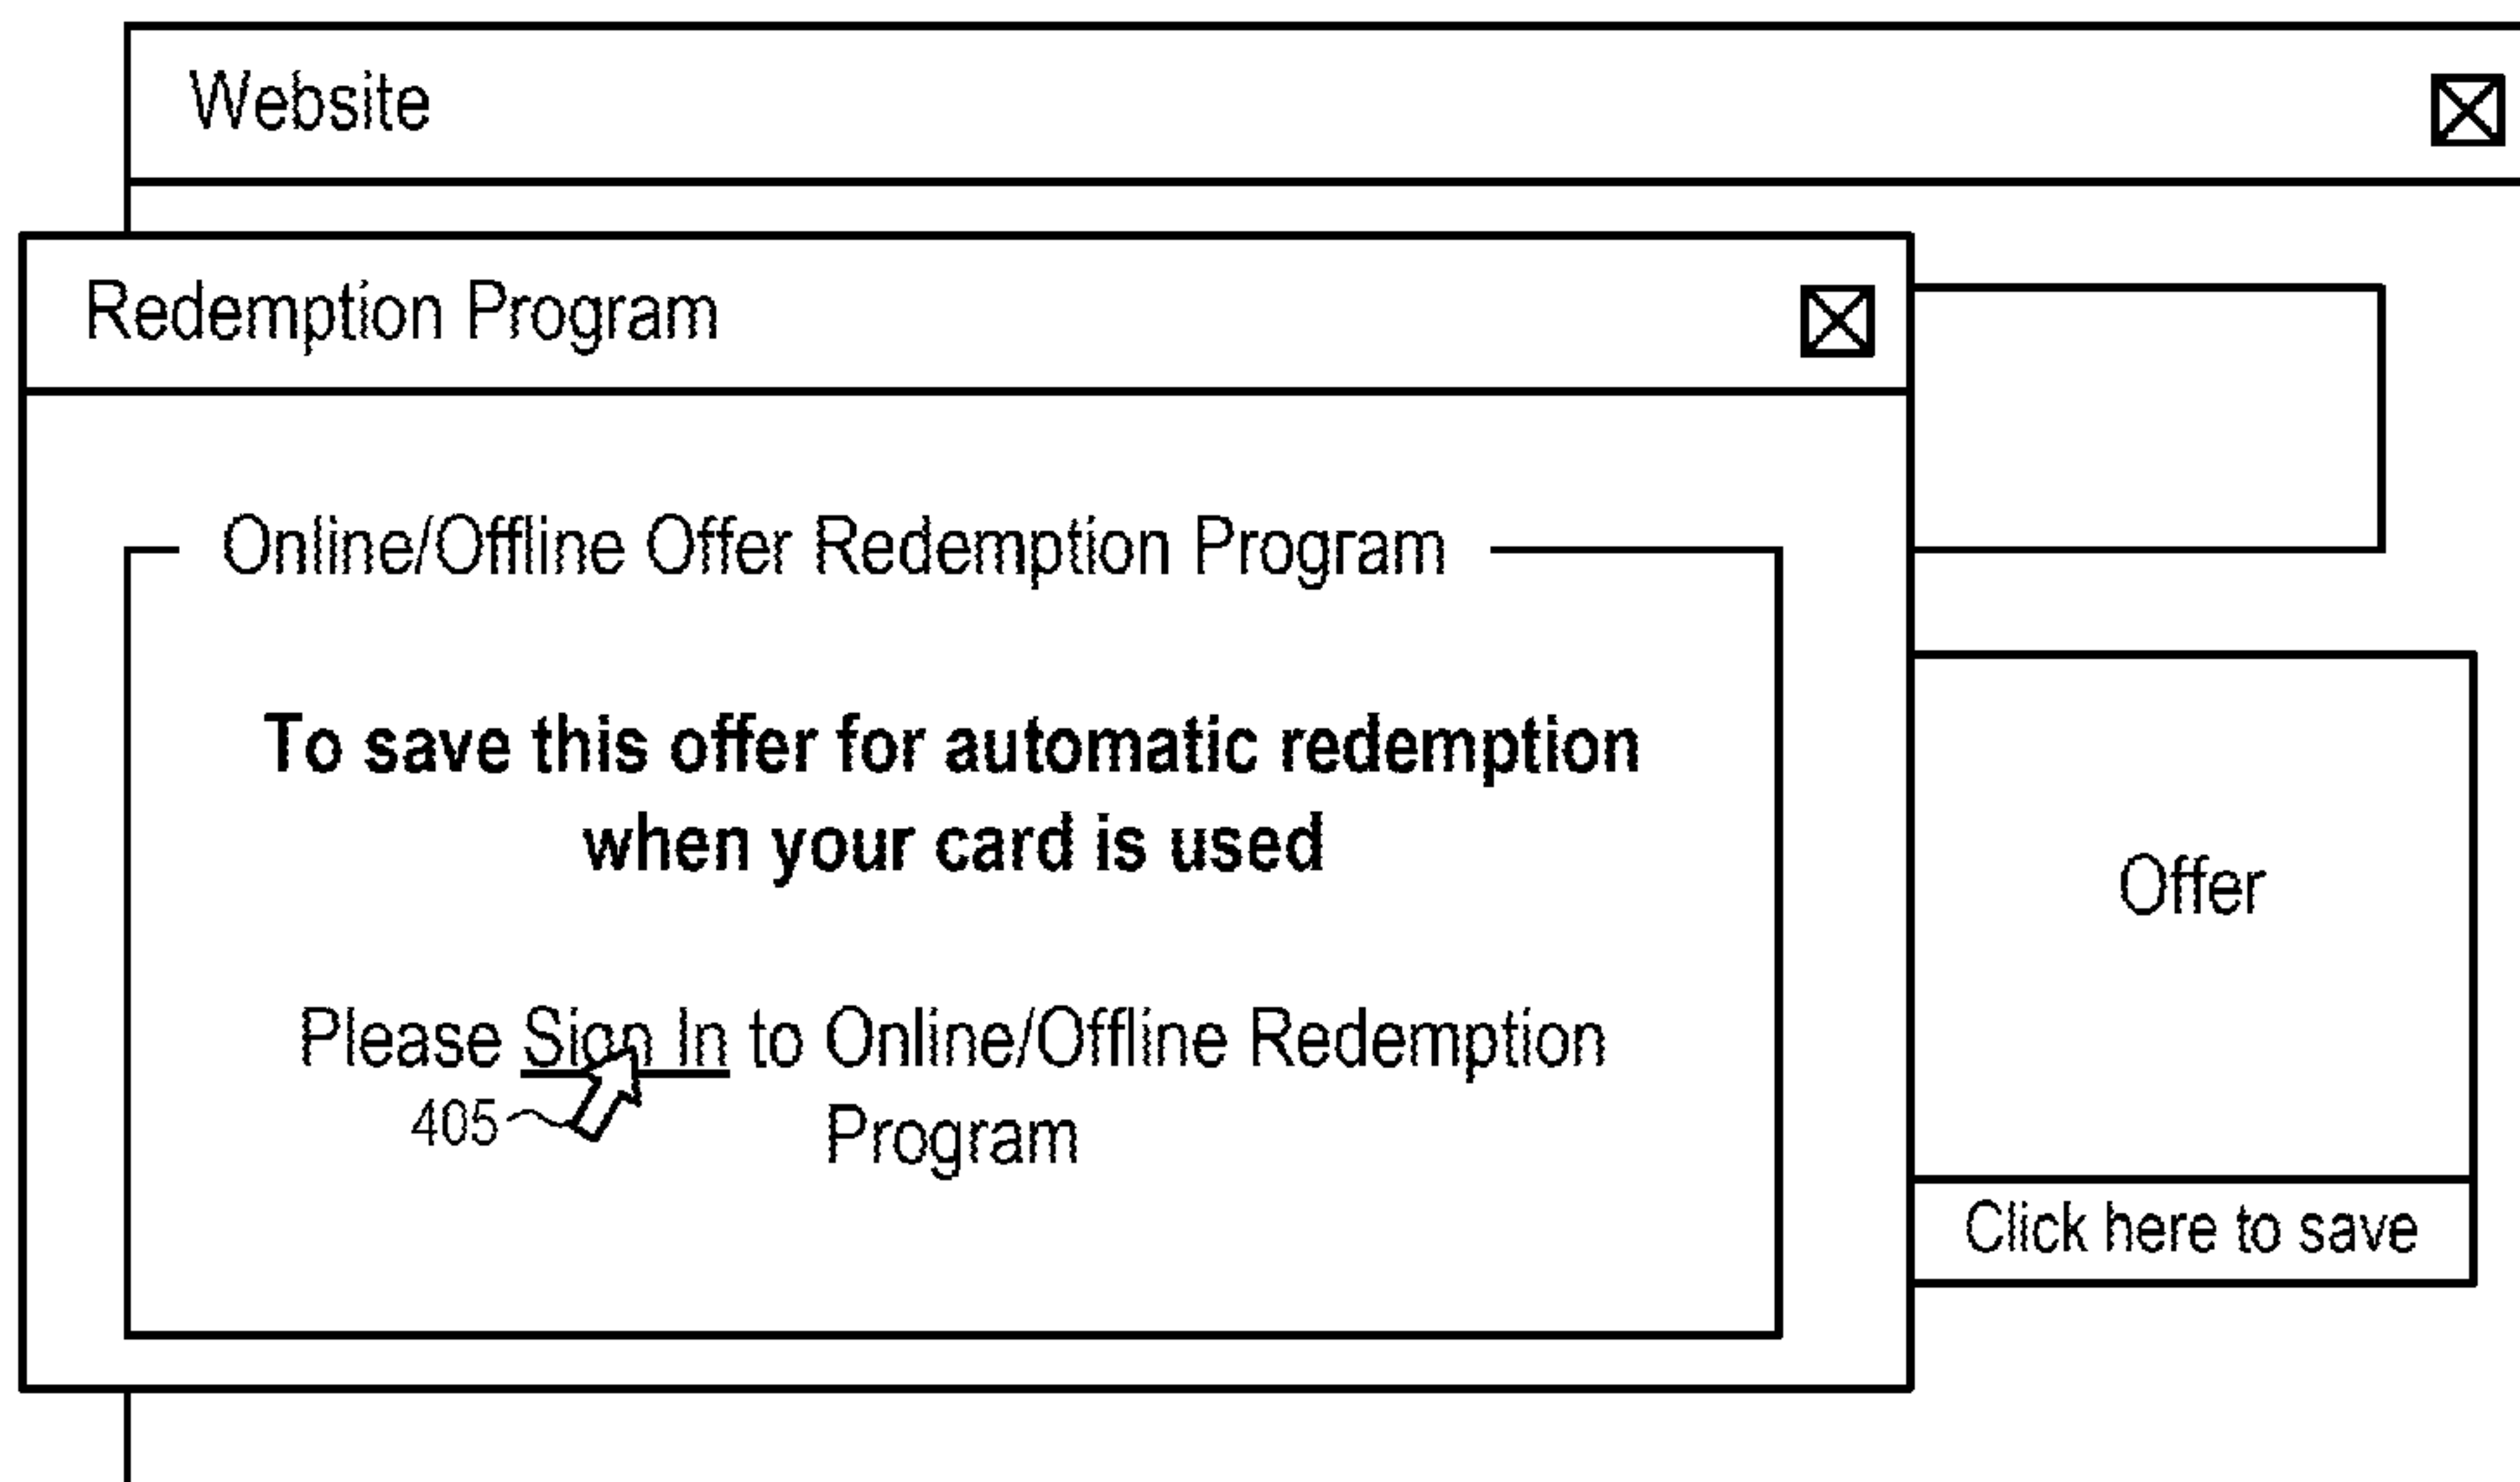 Website
Redemption Program
Online/Offline Offer Redemption Program
To save this offer for automatic redemption
when your card is used
Please Sign In to Online/Offline Redemption
Program
405
Offer
Click here to save